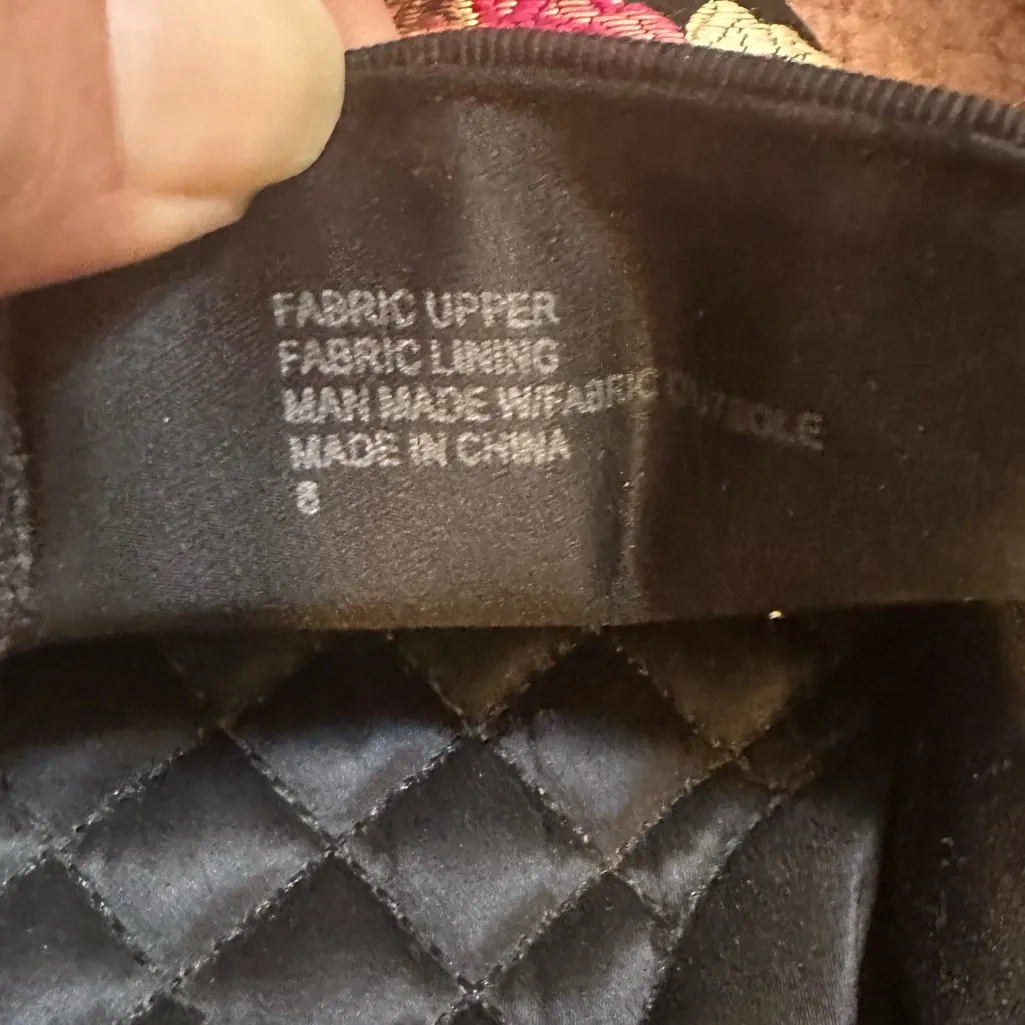 FABRIC UPPER
FABRIC LINING
MAN MADE W/FABRIC OUTSOLE
MADE IN CHINA
8